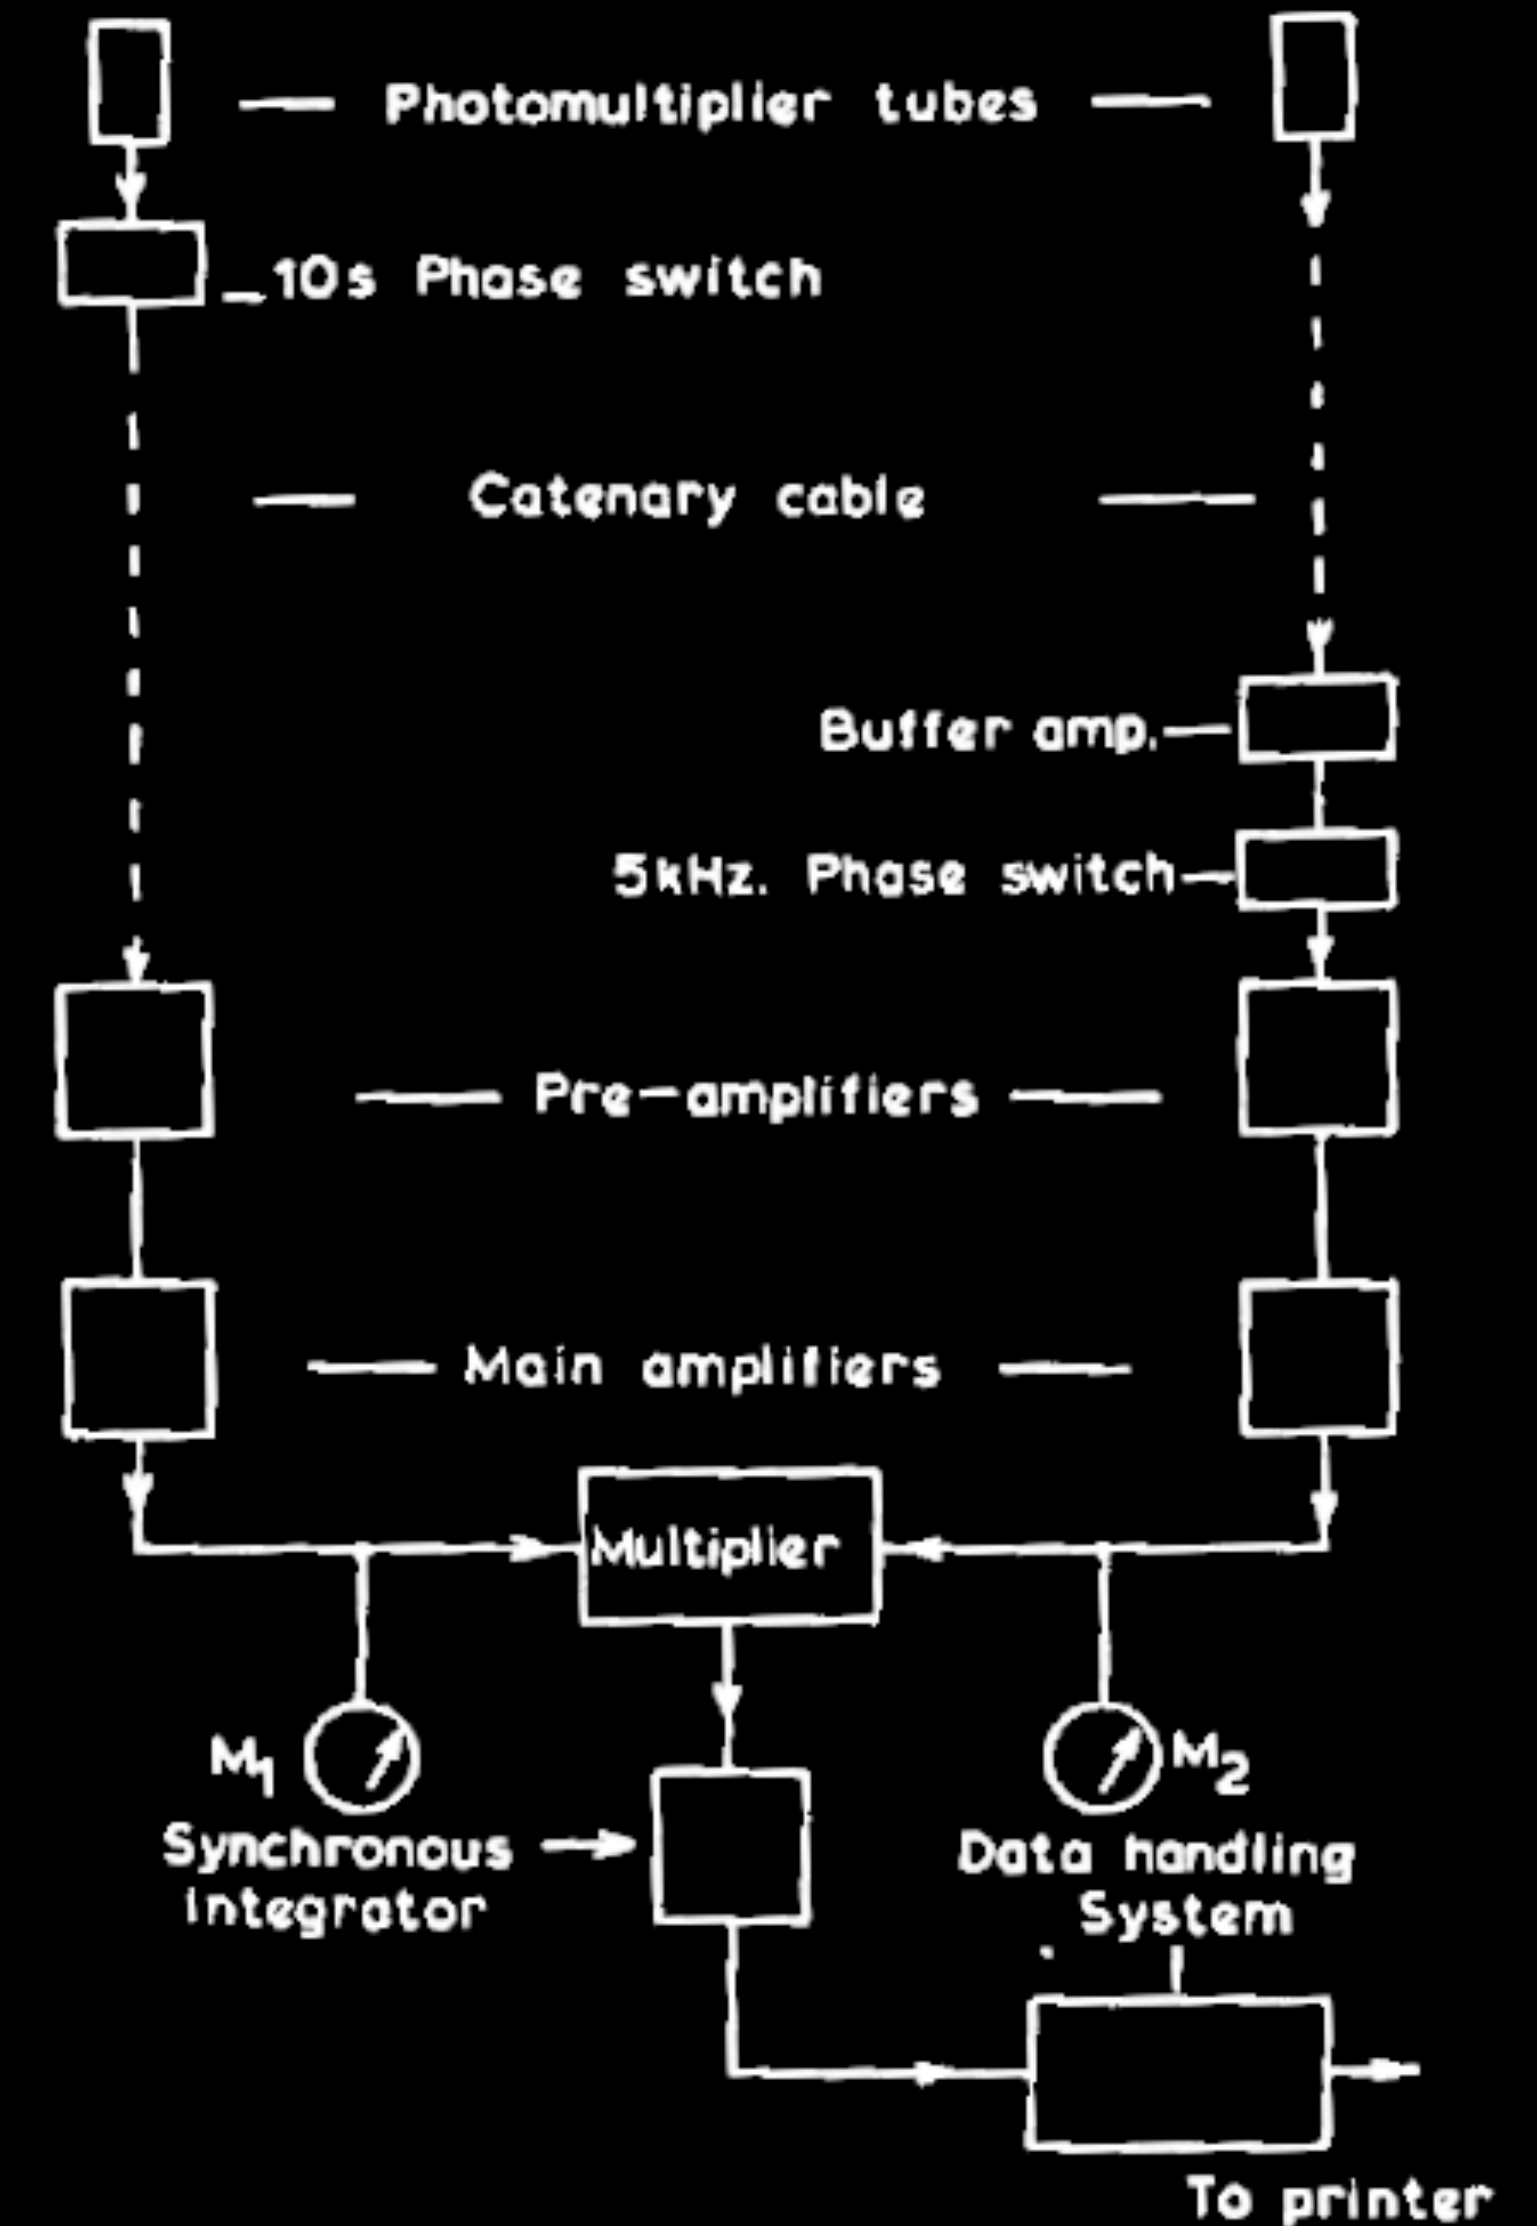 Photomultiplier tubes
10s Phase switch
Catenary cable
Buffer amp.
5kHz. Phase switch
Pre-amplifiers
Main amplifiers
Multiplier
M1
M2
Synchronous
integrator
Data handling
System
To printer